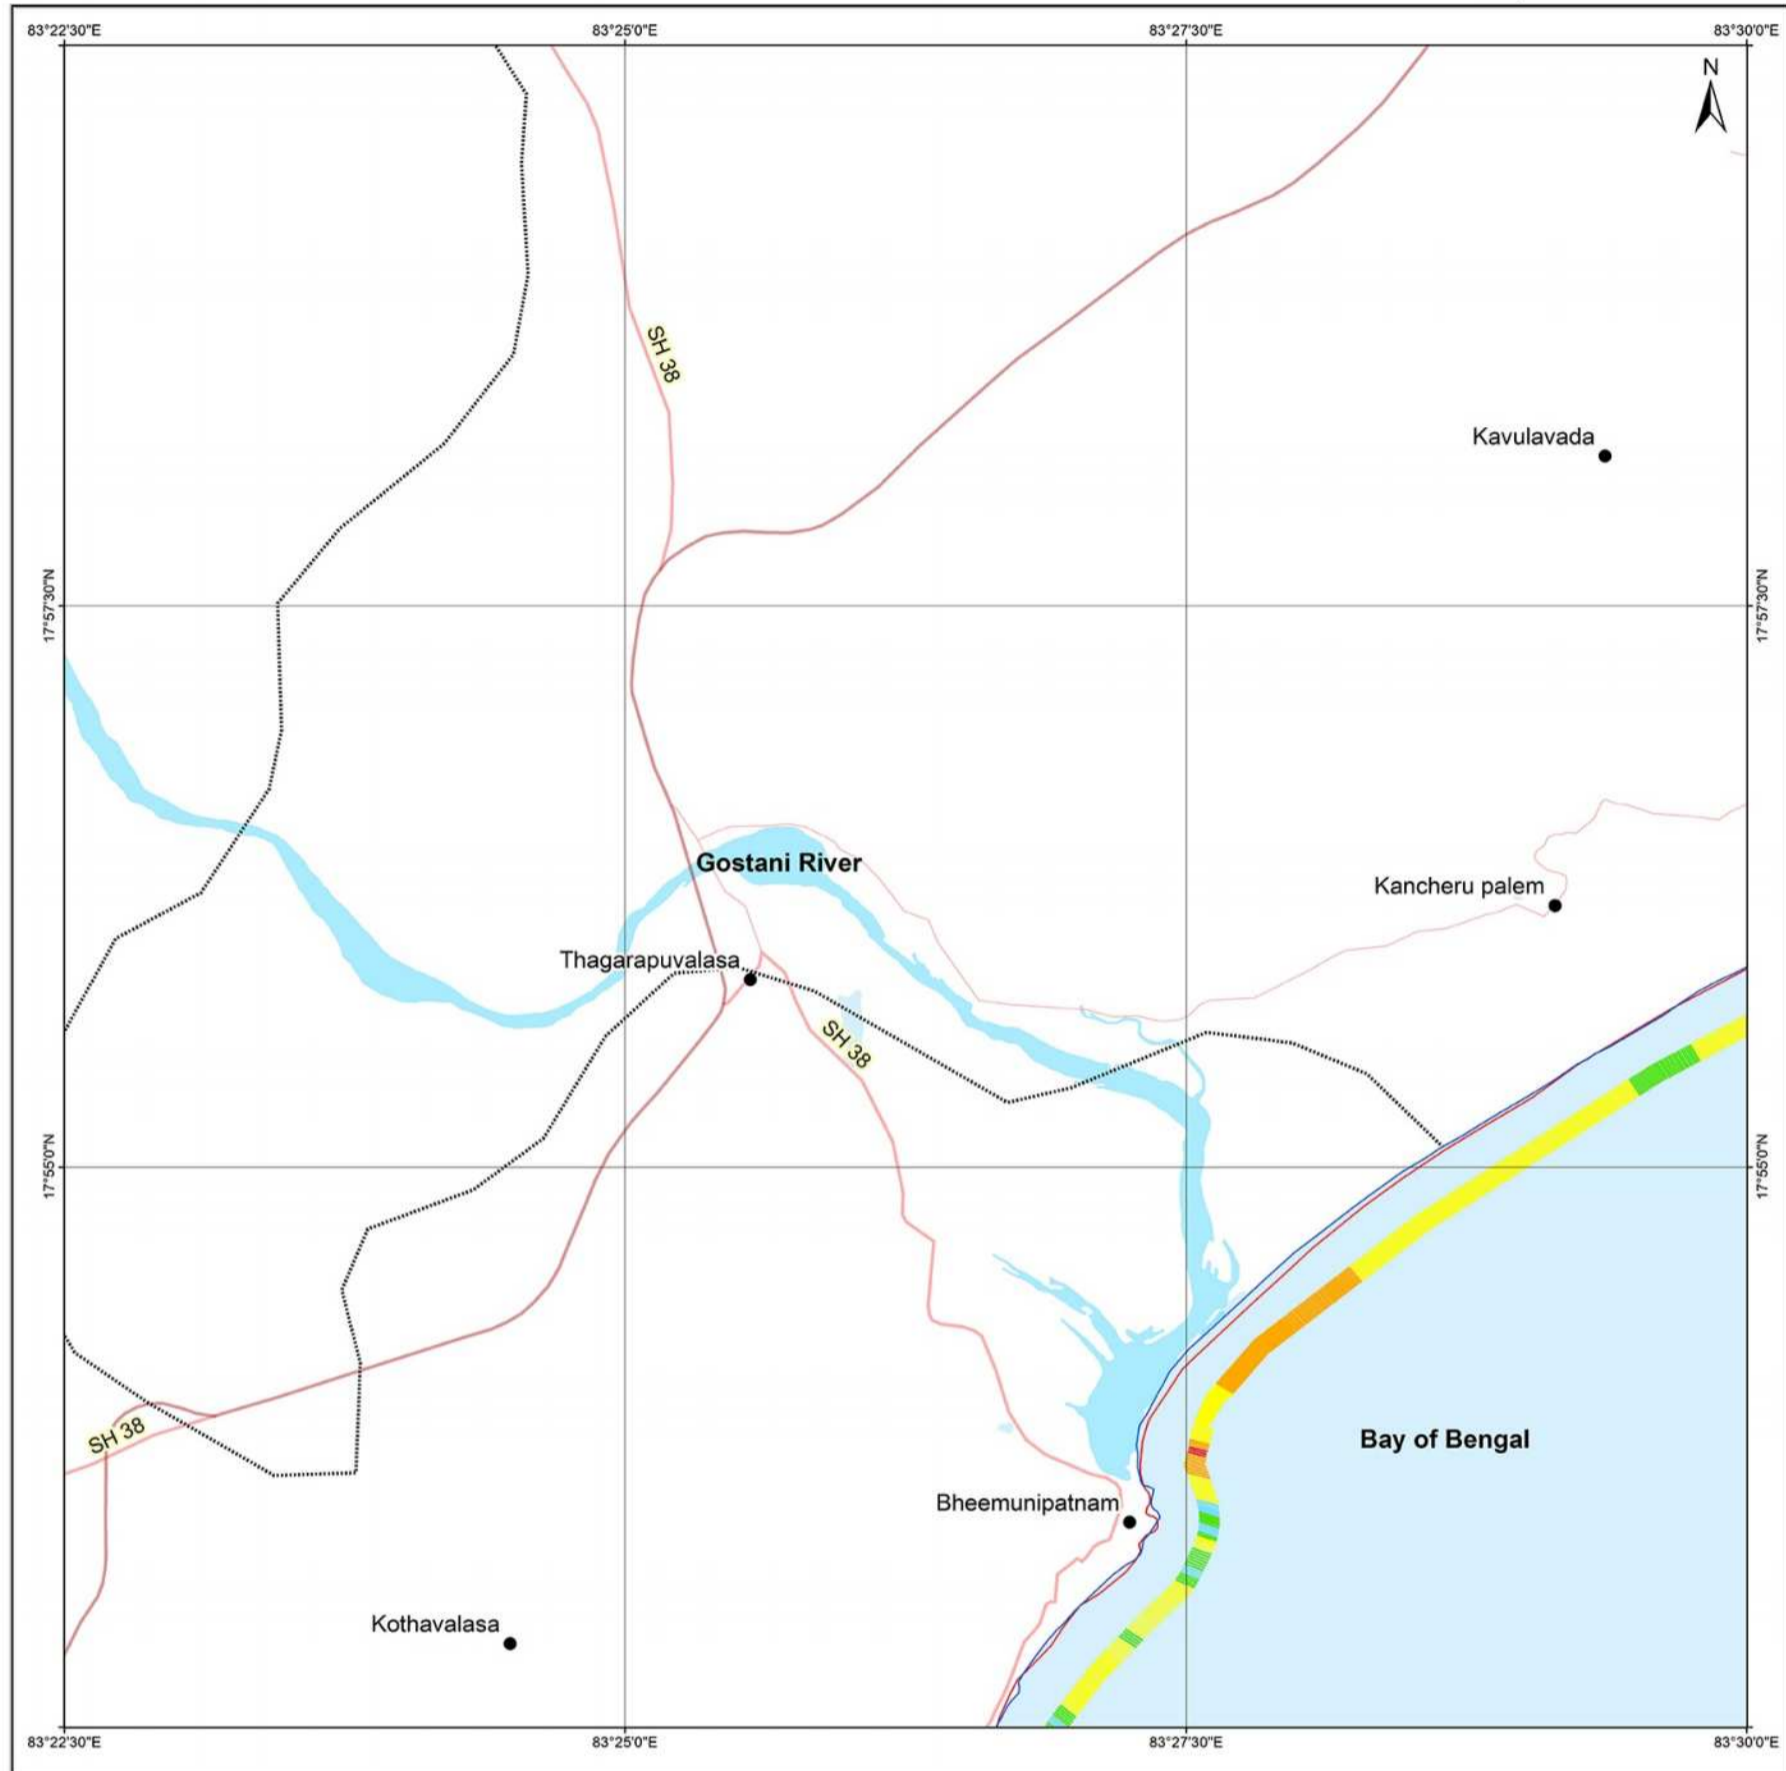 83°22'30"E 83°25'0"E 83°27'30"E 83°30'0"E
N
SH 38
Kavulavada
17°57'30"N 17°57'30"N
Gostani River
Kancheru palem
Thagarapuvalasa
SH 38
17°55'0"N 17°55'0"N
SH 38
Bay of Bengal
Bheemunipatnam
Kothavalasa
83°22'30"E 83°25'0"E 83°27'30"E 83°30'0"E